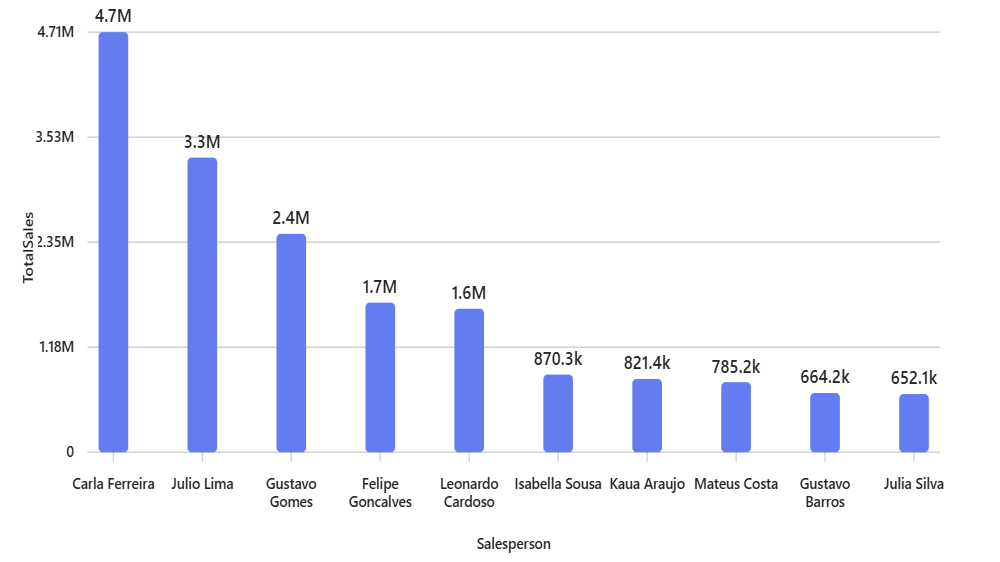 4.7M
4.71M
3.53M
3.3M
2.4M
2.35M
1.7M
1.6M
1.18M
870.3k
821.4k
785.2k
664.2k
652.1k
0
TotalSales
Carla Ferreira
Julio Lima
Gustavo
Gomes
Felipe
Goncalves
Leonardo
Cardoso
Isabella Sousa
Kaua Araujo
Mateus Costa
Gustavo
Barros
Julia Silva
Salesperson